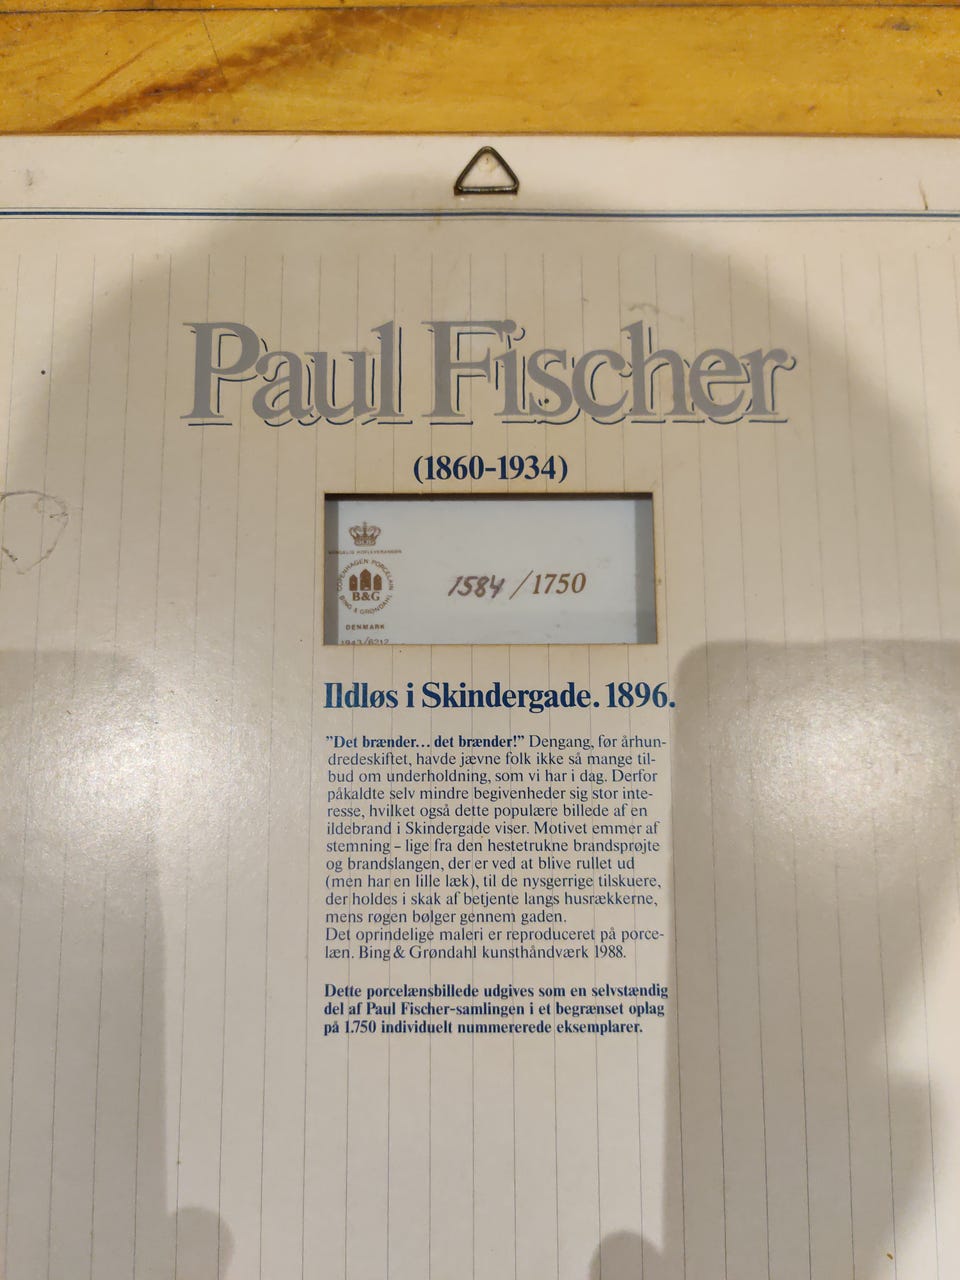 Paul Fischer
(1860-1934)
KONGELIG HOFLEVERANDØR
COPENHAGEN PORCELAIN
B&G
BING & GRØNDAHL
DENMARK
1584/1750
Ildløs i Skindergade. 1896.
"Det brænder... det brænder!" Dengang, før århun-
dredeskiftet, havde jævne folk ikke så mange til-
bud om underholdning, som vi har i dag. Derfor
påkaldte selv mindre begivenheder sig stor inte-
resse, hvilket også dette populære billede af en
ildebrand i Skindergade viser. Motivet emmer af
stemning – lige fra den hestetrukne brandsprøjte
og brandslangen, der er ved at blive rullet ud
(men har en lille læk), til de nysgerrige tilskuere,
der holdes i skak af betjente langs husrækkerne,
mens røgen bølger gennem gaden.
Det oprindelige maleri er reproduceret på porce-
læn. Bing & Grøndahl kunsthåndværk 1988.
Dette porcelænsbillede udgives som en selvstændig
del af Paul Fischer-samlingen i et begrænset oplag
på 1.750 individuelt nummererede eksemplarer.